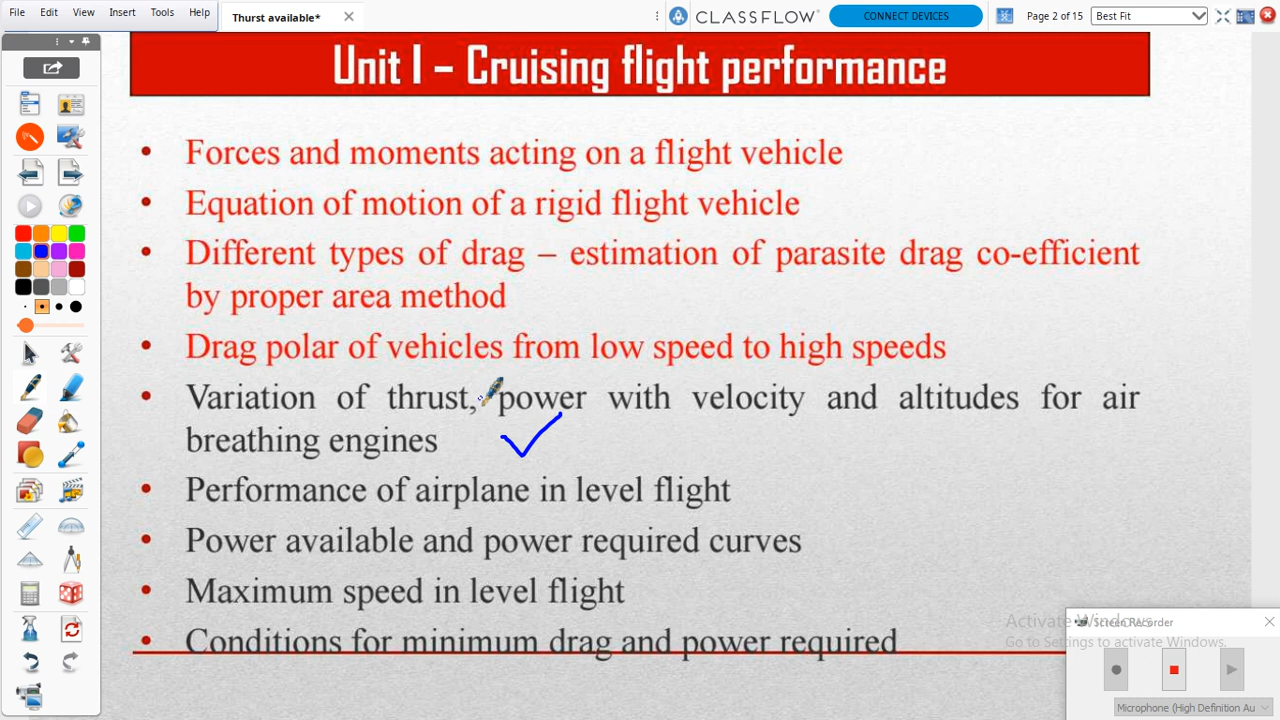 File Edit View Insert Tools Help
Thurst available*
CLASSFLOW
CONNECT DEVICES
Page 2 of 15
Best Fit
Unit I – Cruising flight performance
• Forces and moments acting on a flight vehicle
• Equation of motion of a rigid flight vehicle
• Different types of drag – estimation of parasite drag co-efficient
by proper area method
• Drag polar of vehicles from low speed to high speeds
• Variation of thrust, power with velocity and altitudes for air
breathing engines
• Performance of airplane in level flight
• Power available and power required curves
• Maximum speed in level flight
• Conditions for minimum drag and power required
Activate Windows
Go to Settings to activate Windows.
Screen Recorder
Microphone (High Definition Au